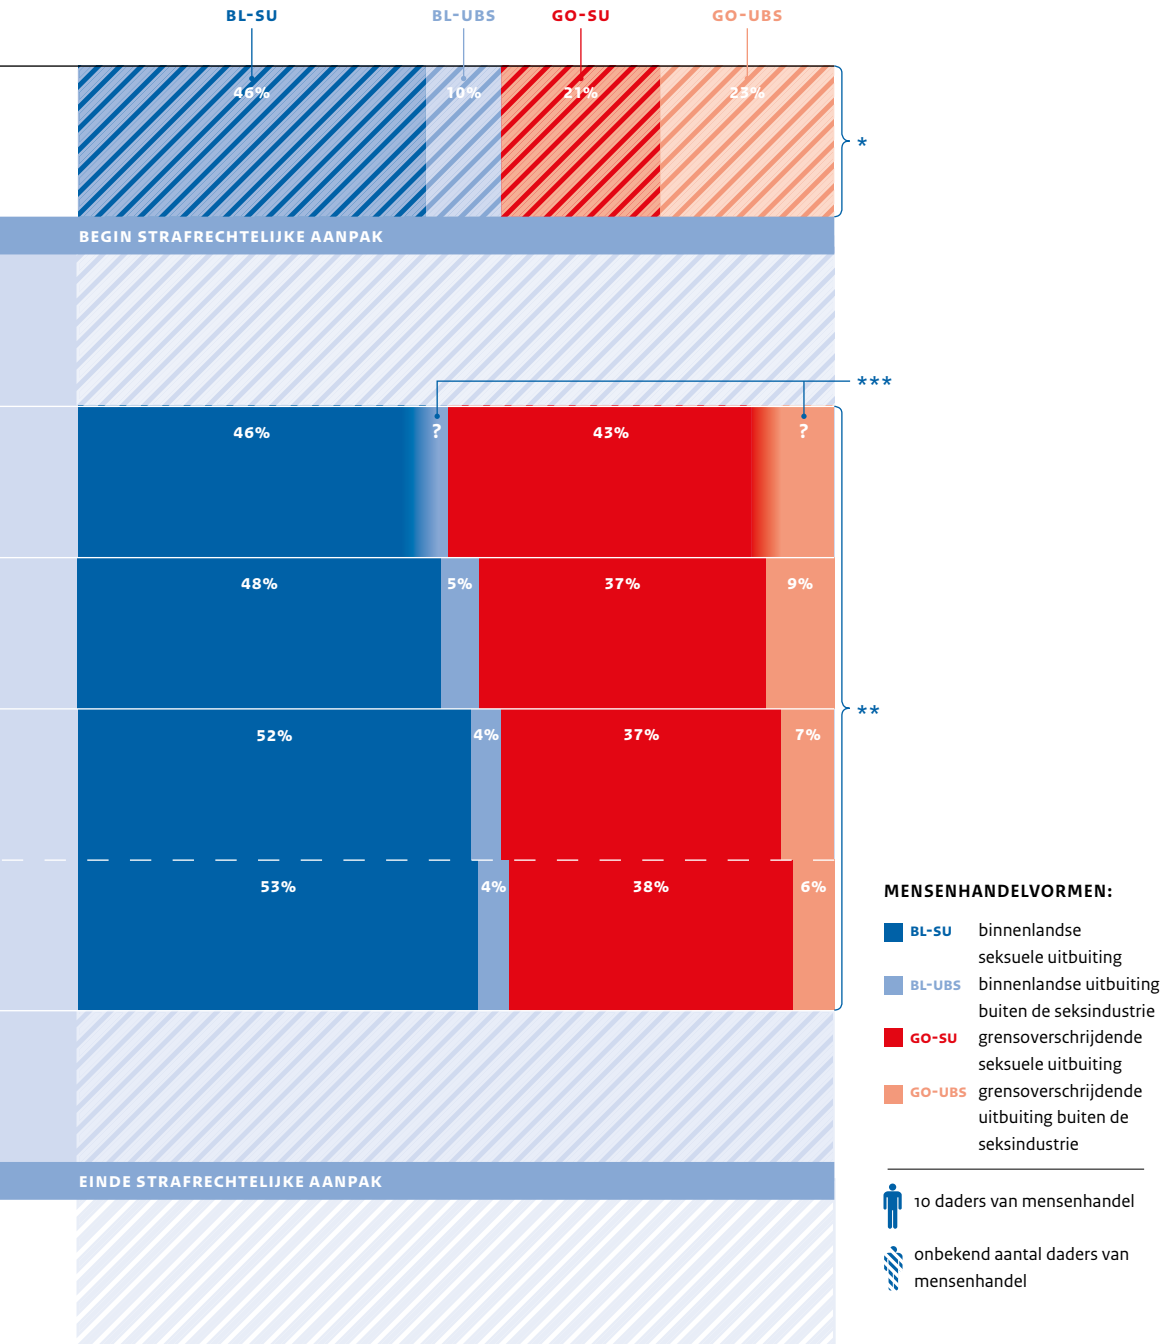 BL-SU BL-UBS GO-SU GO-UBS
46% 10% 21% 23%
*
BEGIN STRAFRECHTELIJKE AANPAK
***
46% ? 43% ?
48% 5% 37% 9%
**
52% 4% 37% 7%
53% 4% 38% 6%
EINDE STRAFRECHTELIJKE AANPAK
MENSENHANDELVORMEN:
BL-SU binnenlandse
seksuele uitbuiting
BL-UBS binnenlandse uitbuiting
buiten de seksindustrie
GO-SU grensoverschrijdende
seksuele uitbuiting
GO-UBS grensoverschrijdende
uitbuiting buiten de
seksindustrie
10 daders van mensenhandel
onbekend aantal daders van
mensenhandel